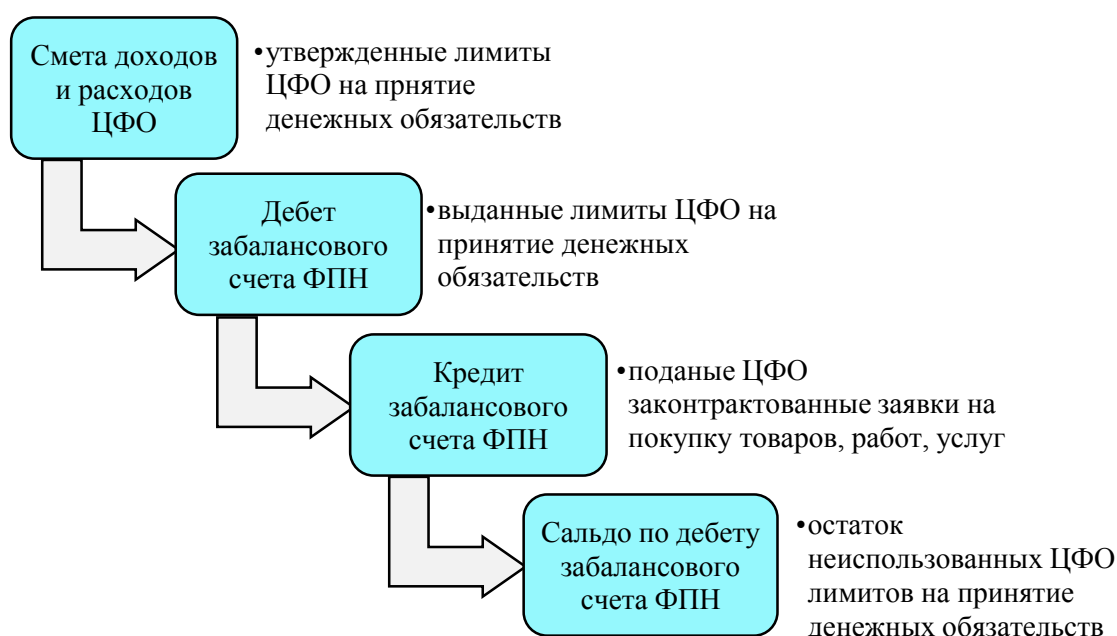 Смета доходов
и расходов
ЦФО
•утвержденные лимиты
ЦФО на прнятие
денежных обязательств
Дебет
забалансового
счета ФПН
•выданные лимиты ЦФО на
принятие денежных
обязательств
Кредит
забалансового
счета ФПН
•поданые ЦФО
законтрактованные заявки на
покупку товаров, работ, услуг
Сальдо по дебету
забалансового
счета ФПН
•остаток
неиспользованных ЦФО
лимитов на принятие
денежных обязательств